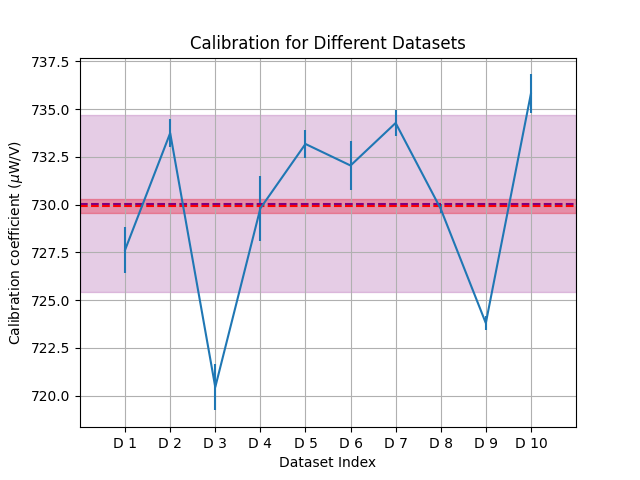 Calibration for Different Datasets
737.5
735.0
732.5
730.0
727.5
725.0
722.5
720.0
Calibration coefficient (μW/V)
D 1 D 2 D 3 D 4 D 5 D 6 D 7 D 8 D 9 D 10
Dataset Index